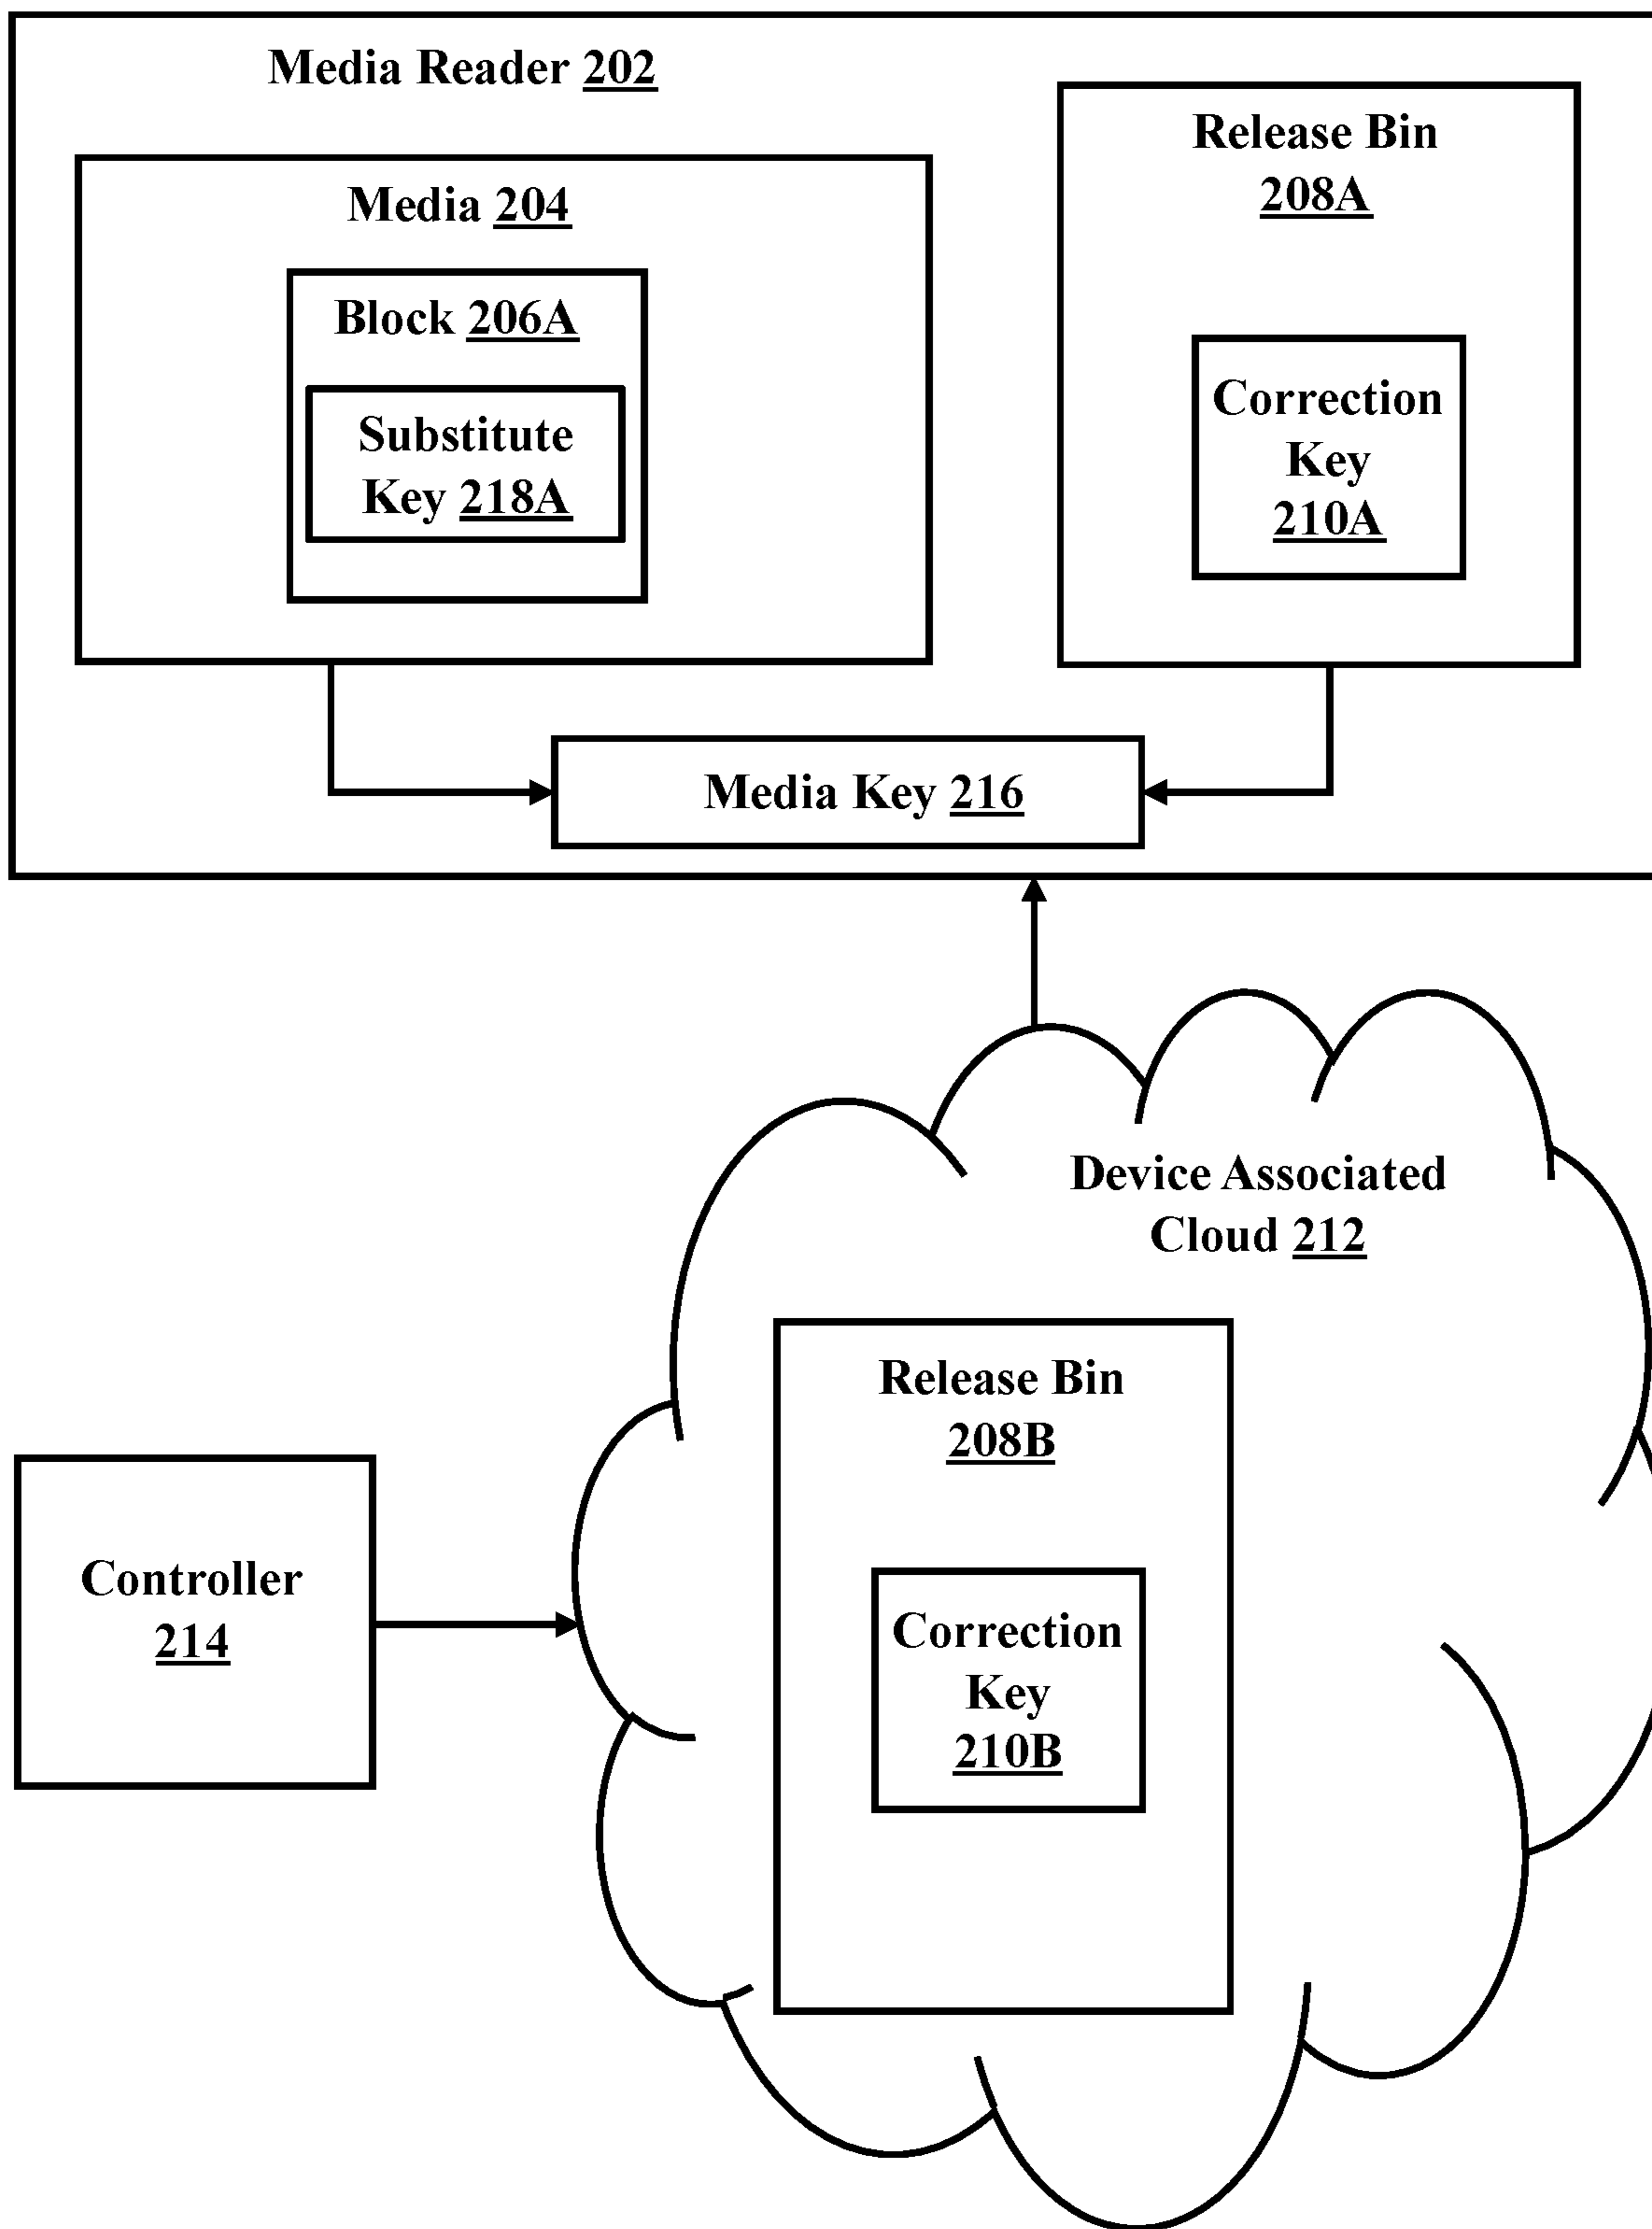 Media Reader 202
Media 204
Block 206A
Substitute
Key 218A
Release Bin
208A
Correction
Key
210A
Media Key 216
Device Associated
Cloud 212
Release Bin
208B
Correction
Key
210B
Controller
214